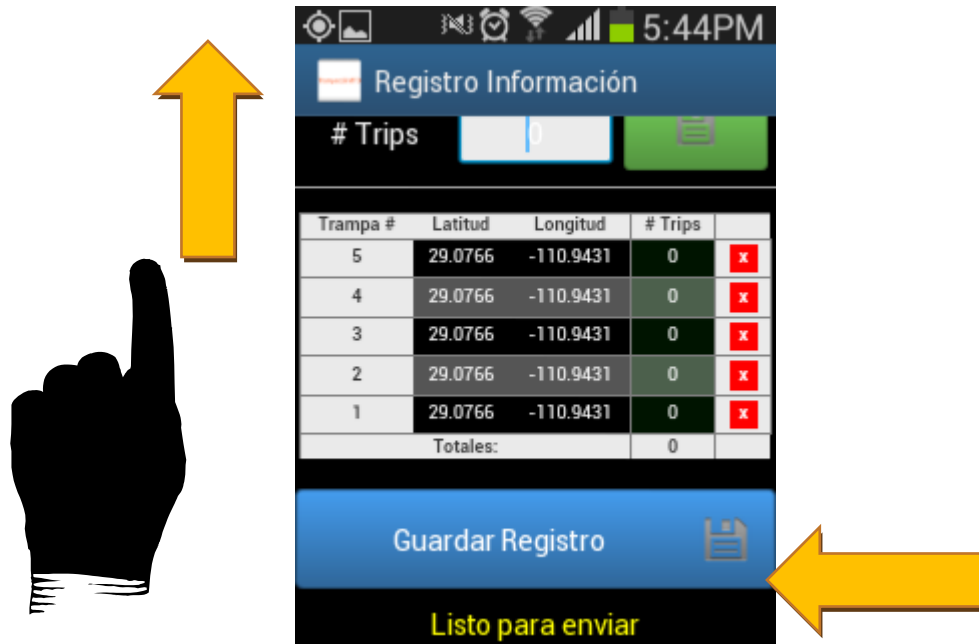 5:44PM
Registro Información
# Trips 0
Trampa # Latitud Longitud # Trips
5 29.0766 -110.9431 0 x
4 29.0766 -110.9431 0 x
3 29.0766 -110.9431 0 x
2 29.0766 -110.9431 0 x
1 29.0766 -110.9431 0 x
Totales: 0
Guardar Registro
Listo para enviar